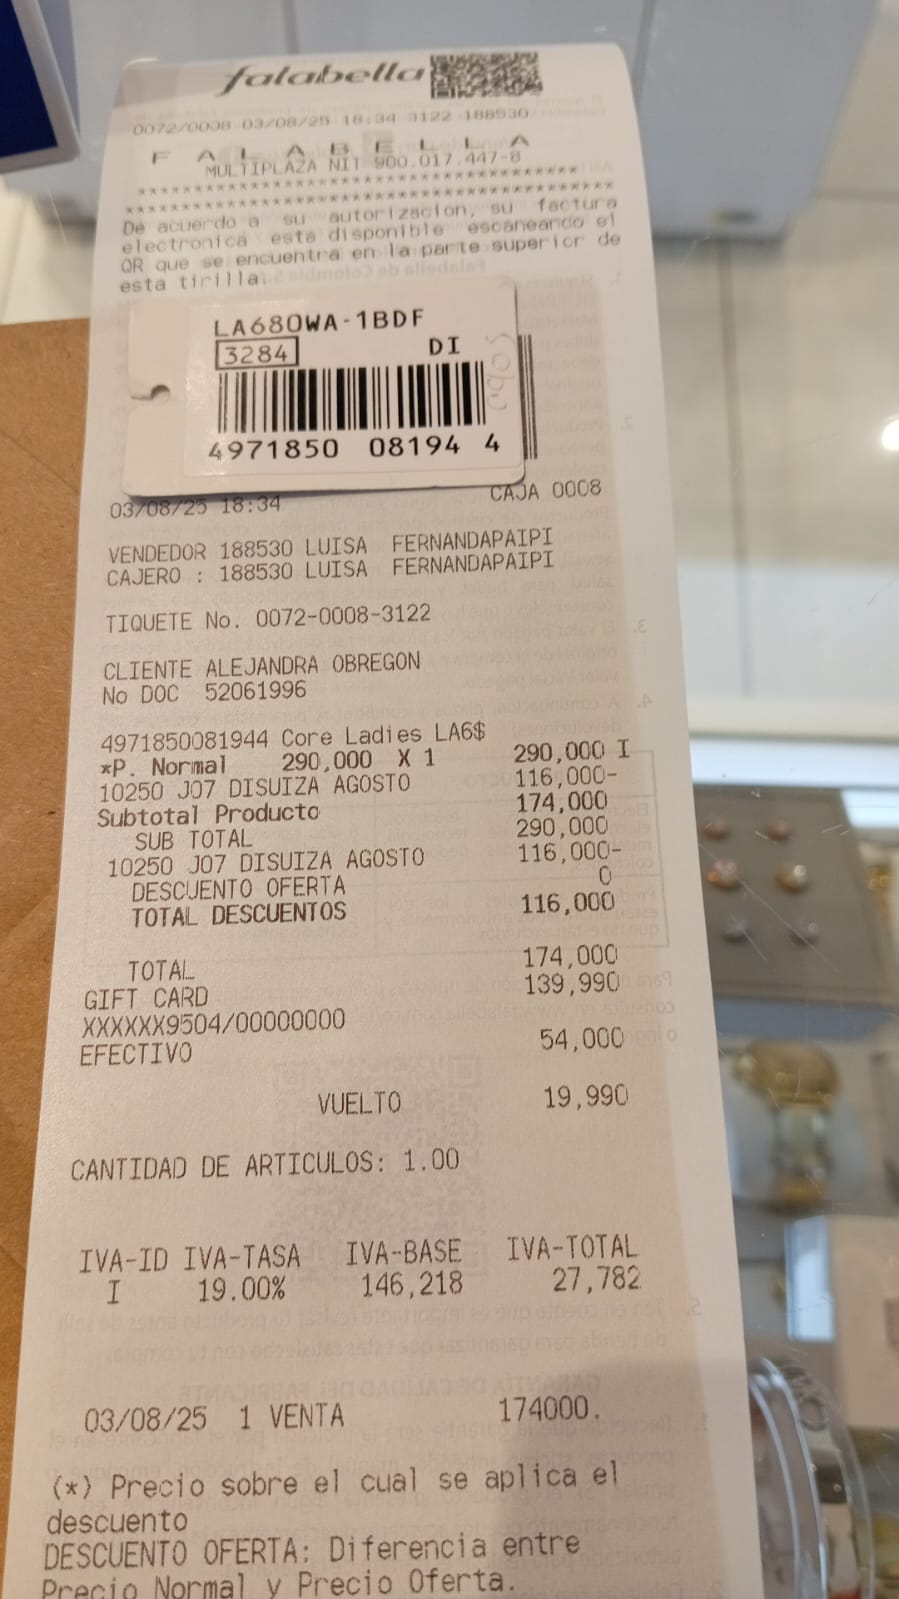 falabella
0072/0008 03/08/25 18:34 3122 188530
F A L A B E L L A
MULTIPLAZA NIT 900.017.447-8
************************************
************************************
De acuerdo a su autorizacion, su factura
electronica esta disponible escaneando el
QR que se encuentra en la parte superior de
esta tirilla.
LA680WA-1BDF
3284 DI
4971850 08194 4
03/08/25 18:34 CAJA 0008
VENDEDOR 188530 LUISA FERNANDAPAIPI
CAJERO : 188530 LUISA FERNANDAPAIPI
TIQUETE No. 0072-0008-3122
CLIENTE ALEJANDRA OBREGON
No DOC 52061996
4971850081944 Core Ladies LA6$
*P. Normal 290,000 X 1 290,000 I
10250 J07 DISUIZA AGOSTO 116,000-
Subtotal Producto 174,000
SUB TOTAL 290,000
10250 J07 DISUIZA AGOSTO 116,000-
DESCUENTO OFERTA 0
TOTAL DESCUENTOS 116,000
TOTAL 174,000
GIFT CARD 139,990
XXXXXX9504/00000000
EFECTIVO 54,000
VUELTO 19,990
CANTIDAD DE ARTICULOS: 1.00
IVA-ID IVA-TASA IVA-BASE IVA-TOTAL
I 19.00% 146,218 27,782
03/08/25 1 VENTA 174000.
(*) Precio sobre el cual se aplica el
descuento
DESCUENTO OFERTA: Diferencia entre
Precio Normal y Precio Oferta.